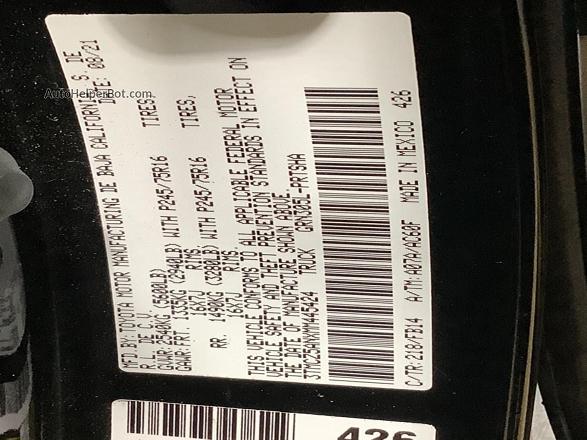 MFD.BY: TOYOTA MOTOR MANUFACTURING DE BAJA CALIFORNIA S. DE
R.L. DE C.V. DATE: 08/21
GVWR:2540KG (5600LB)
GAWR:FRT. 1335KG (2940LB) WITH P245/75R16 TIRES,
16X7J RIMS,
RR. 1490KG (3280LB) WITH P245/75R16 TIRES,
16X7J RIMS.
THIS VEHICLE CONFORMS TO ALL APPLICABLE FEDERAL MOTOR
VEHICLE SAFETY AND THEFT PREVENTION STANDARDS IN EFFECT ON
THE DATE OF MANUFACTURE SHOWN ABOVE.
TRUCK GRN305L-PRTSKA
C/TR:218/FB14 A/TM:A07A/AC60F MADE IN MEXICO 426
426
AutoHelperBot.com